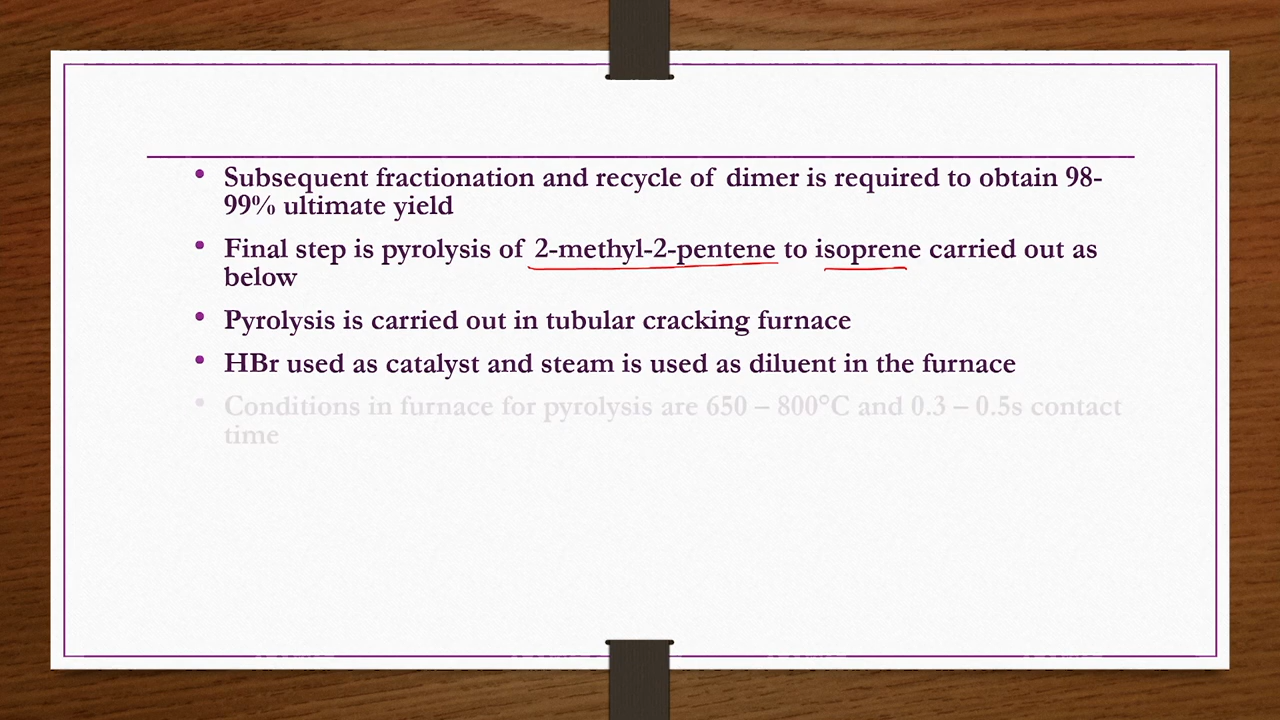 • Subsequent fractionation and recycle of dimer is required to obtain 98-
99% ultimate yield
• Final step is pyrolysis of 2-methyl-2-pentene to isoprene carried out as
below
• Pyrolysis is carried out in tubular cracking furnace
• HBr used as catalyst and steam is used as diluent in the furnace
• Conditions in furnace for pyrolysis are 650 – 800°C and 0.3 – 0.5s contact
time